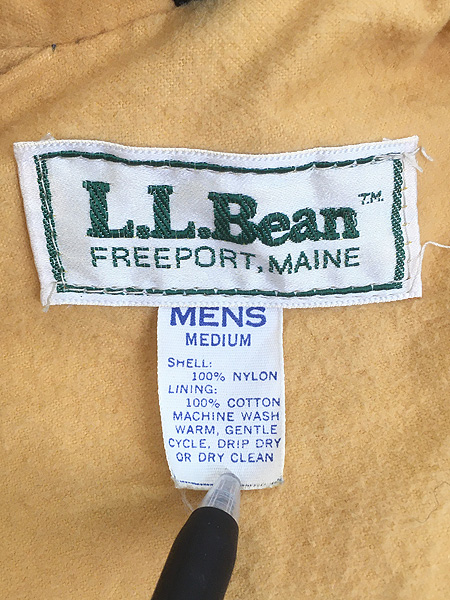 L.L.Bean T.M.
FREEPORT, MAINE
MENS
MEDIUM
SHELL:
100% NYLON
LINING:
100% COTTON
MACHINE WASH
WARM, GENTLE
CYCLE, DRIP DRY
OR DRY CLEAN